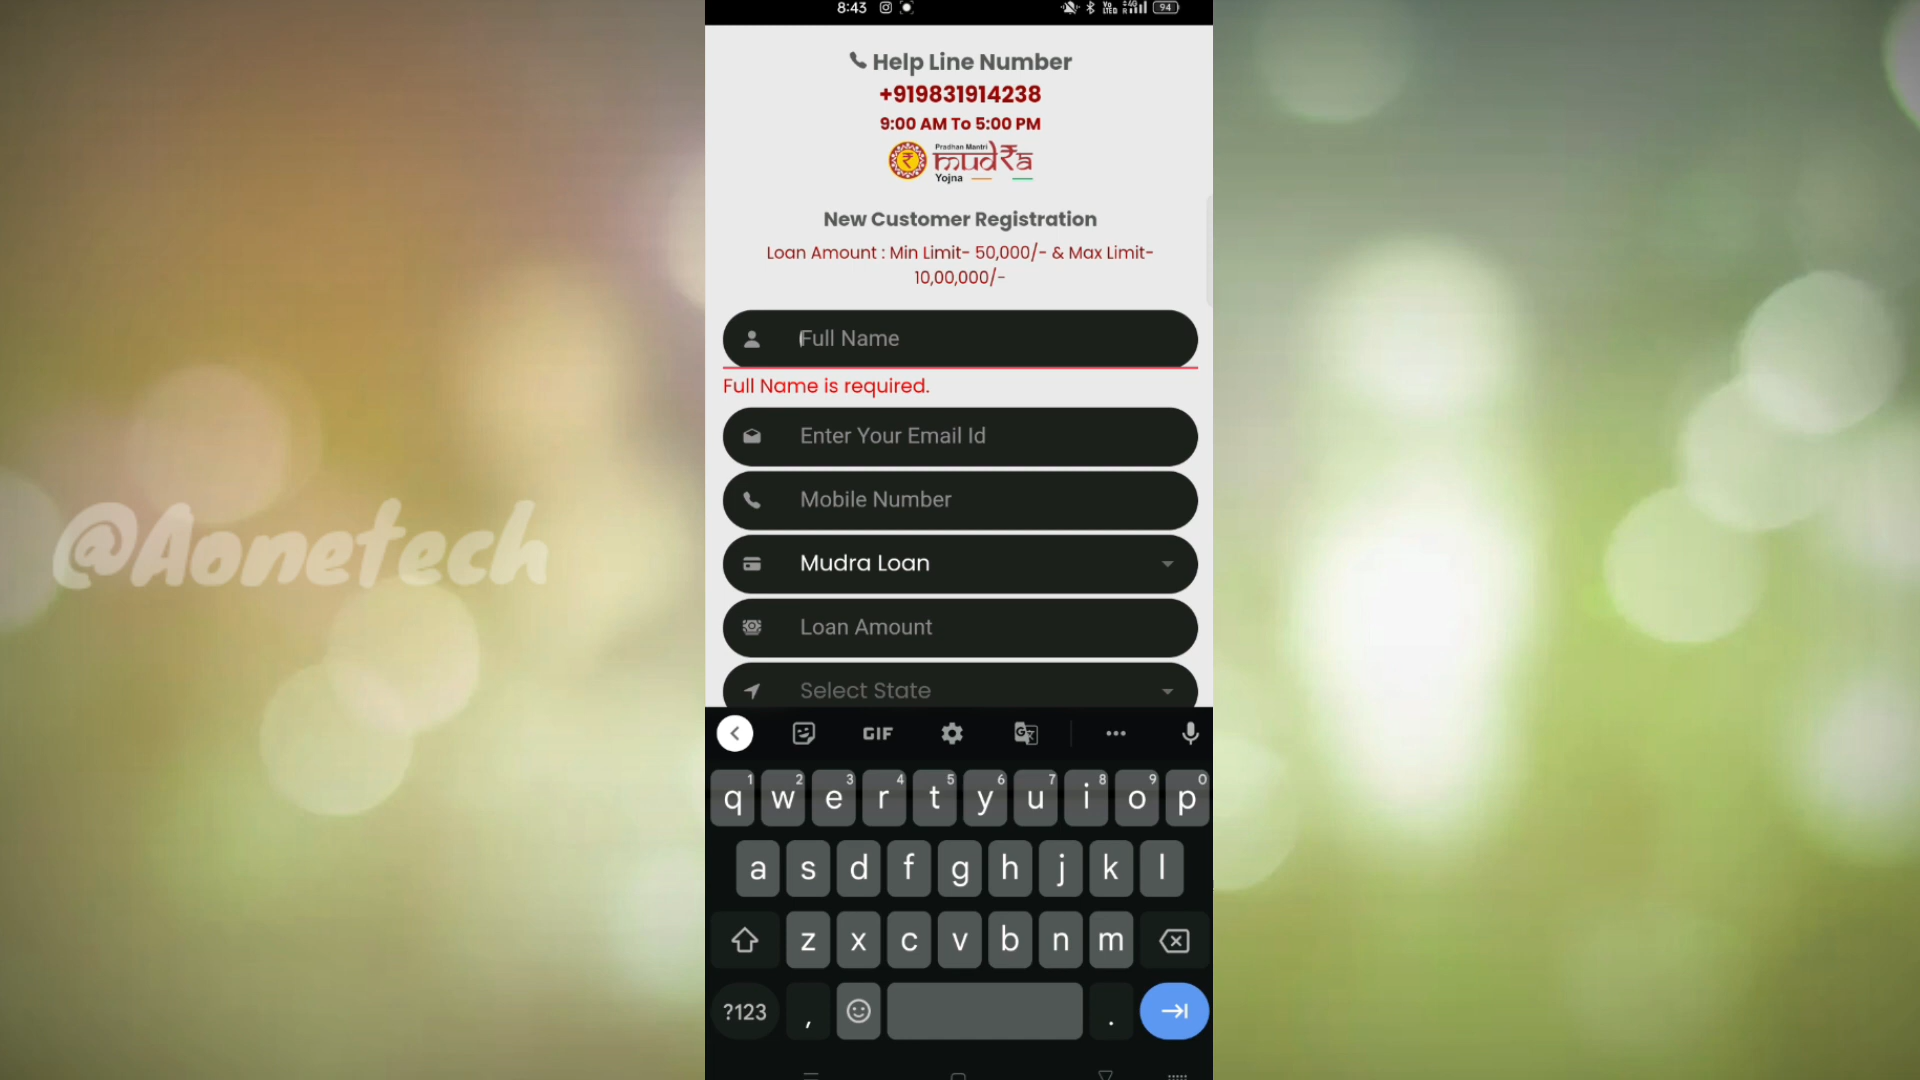 8:43
94
Help Line Number
+919831914238
9:00 AM To 5:00 PM
Pradhan Mantri
mudRa
Yojna
New Customer Registration
Loan Amount : Min Limit- 50,000/- & Max Limit-
10,00,000/-
Full Name
Full Name is required.
Enter Your Email Id
@Aonetech
Mobile Number
Mudra Loan
Loan Amount
Select State
GIF
1 2 3 4 5 6 7 8 9 0
q w e r t y u i o p
a s d f g h j k l
z x c v b n m
?123 , .